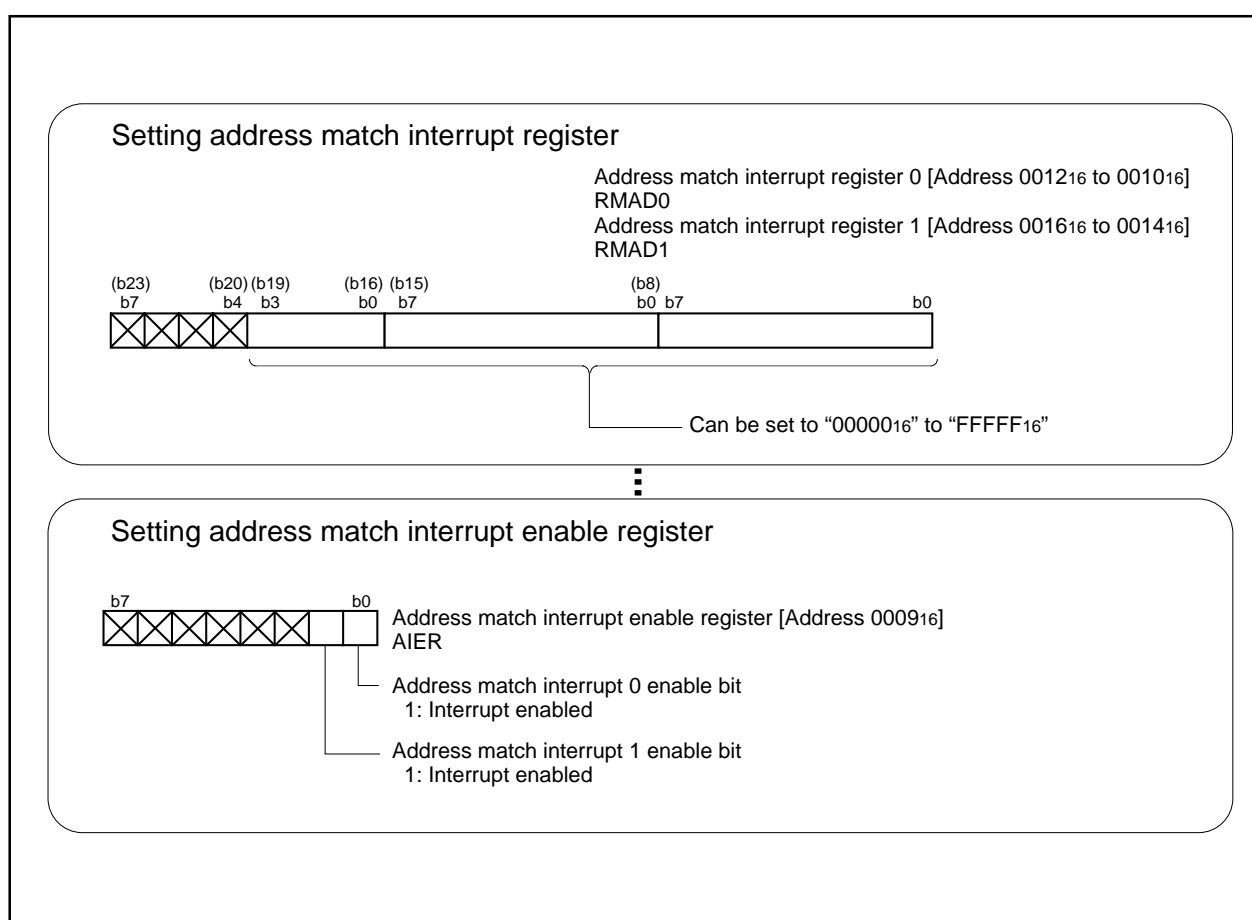 Setting address match interrupt register
Address match interrupt register 0 [Address 001216 to 001016]
RMAD0
Address match interrupt register 1 [Address 001616 to 001416]
RMAD1
(b23) (b20) (b19) (b16) (b15) (b8)
b7 b4 b3 b0 b7 b0 b7 b0
Can be set to “0000016” to “FFFFF16”
Setting address match interrupt enable register
b7 b0
Address match interrupt enable register [Address 000916]
AIER
Address match interrupt 0 enable bit
1: Interrupt enabled
Address match interrupt 1 enable bit
1: Interrupt enabled